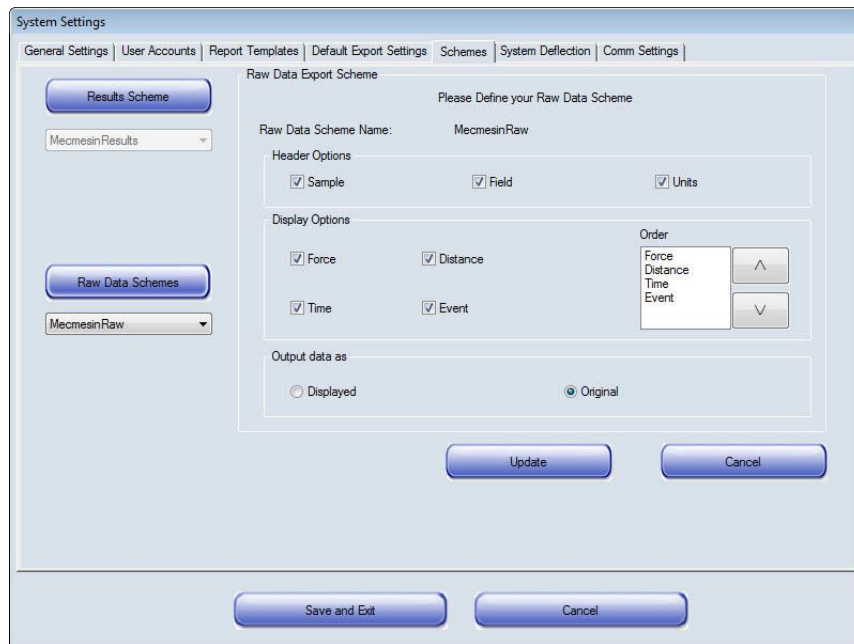 System Settings
General Settings User Accounts Report Templates Default Export Settings Schemes System Deflection Comm Settings
Results Scheme
MecmesinResults
Raw Data Schemes
MecmesinRaw
Raw Data Export Scheme
Please Define your Raw Data Scheme
Raw Data Scheme Name: MecmesinRaw
Header Options
Sample Field Units
Display Options
Force Distance
Time Event
Order
Force
Distance
Time
Event
Output data as
Displayed Original
Update Cancel
Save and Exit Cancel